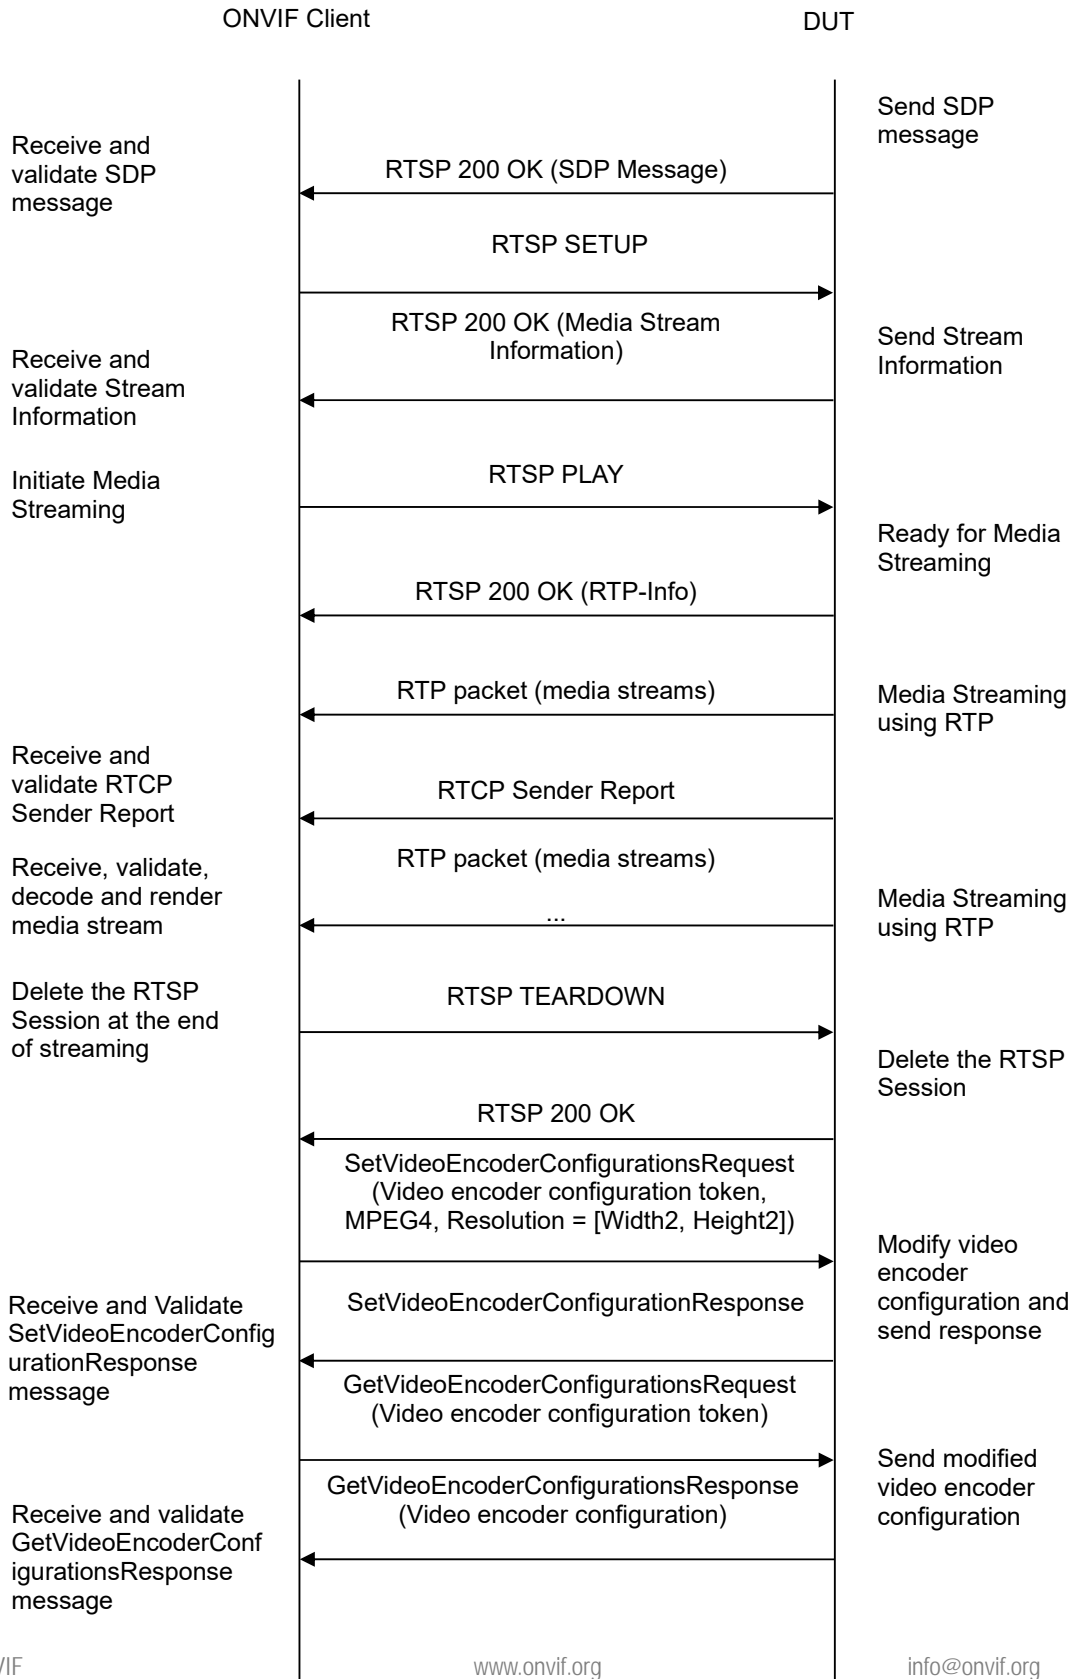 ONVIF Client
DUT
Send SDP
message
Receive and
validate SDP
message
RTSP 200 OK (SDP Message)
RTSP SETUP
RTSP 200 OK (Media Stream
Information)
Send Stream
Information
Receive and
validate Stream
Information
Initiate Media
Streaming
RTSP PLAY
Ready for Media
Streaming
RTSP 200 OK (RTP-Info)
RTP packet (media streams)
Media Streaming
using RTP
Receive and
validate RTCP
Sender Report
RTCP Sender Report
RTP packet (media streams)
...
Receive, validate,
decode and render
media stream
Media Streaming
using RTP
Delete the RTSP
Session at the end
of streaming
RTSP TEARDOWN
Delete the RTSP
Session
RTSP 200 OK
SetVideoEncoderConfigurationsRequest
(Video encoder configuration token,
MPEG4, Resolution = [Width2, Height2])
Modify video
encoder
configuration and
send response
Receive and Validate
SetVideoEncoderConfig
urationResponse
message
SetVideoEncoderConfigurationResponse
GetVideoEncoderConfigurationsRequest
(Video encoder configuration token)
Send modified
video encoder
configuration
GetVideoEncoderConfigurationsResponse
(Video encoder configuration)
Receive and validate
GetVideoEncoderConf
igurationsResponse
message
VIF
www.onvif.org
info@onvif.org